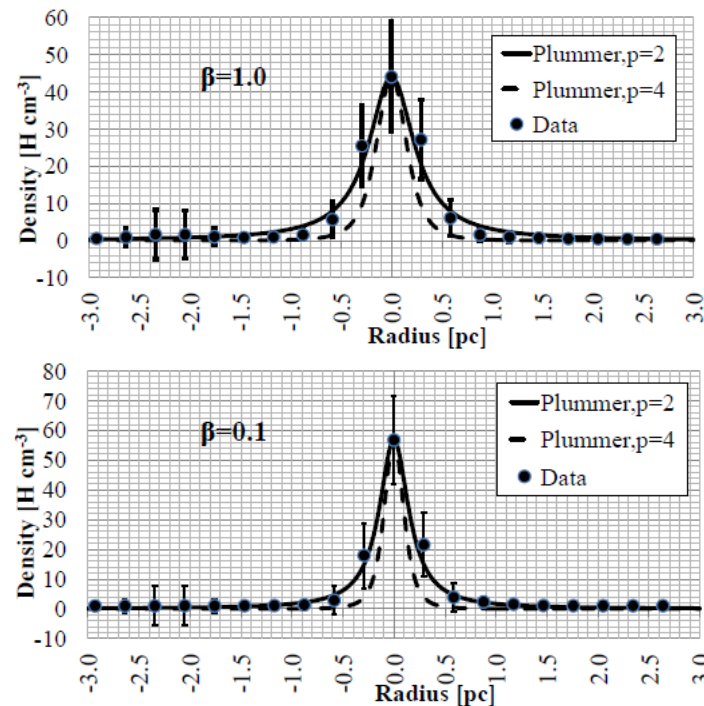 60
50
40
30
20
10
0
-10
Density [H cm-3]
β=1.0
Plummer,p=2
Plummer,p=4
Data
-3.0 -2.5 -2.0 -1.5 -1.0 -0.5 0.0 0.5 1.0 1.5 2.0 2.5 3.0
Radius [pc]
80
70
60
50
40
30
20
10
0
-10
Density [H cm-3]
β=0.1
Plummer,p=2
Plummer,p=4
Data
-3.0 -2.5 -2.0 -1.5 -1.0 -0.5 0.0 0.5 1.0 1.5 2.0 2.5 3.0
Radius [pc]